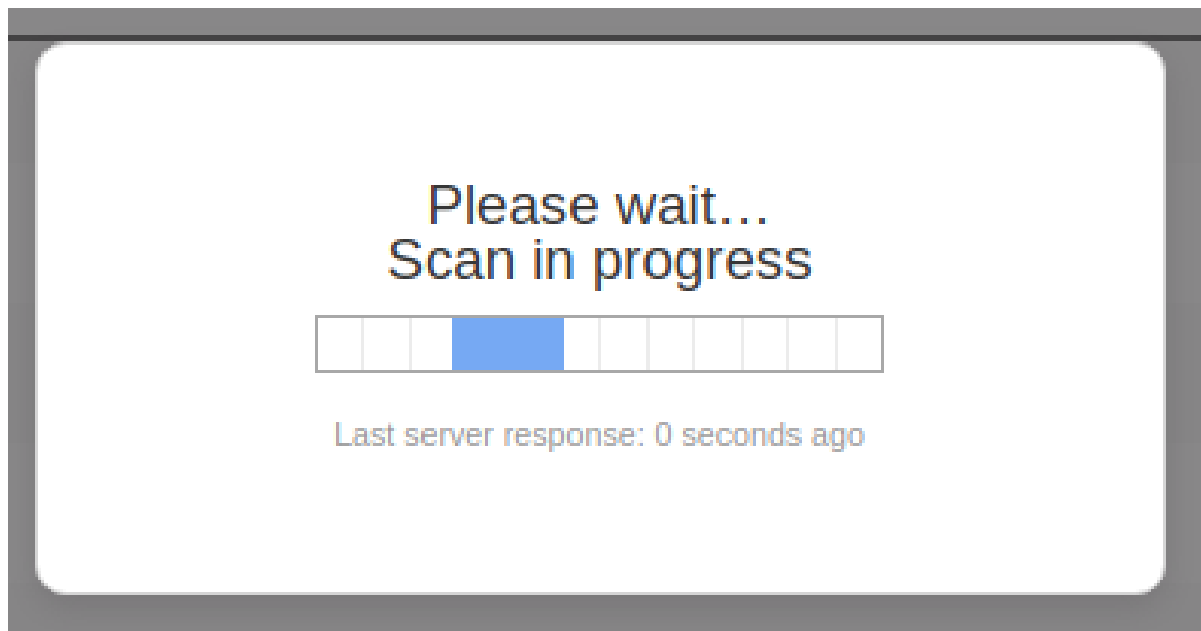 Please wait…
Scan in progress
Last server response: 0 seconds ago